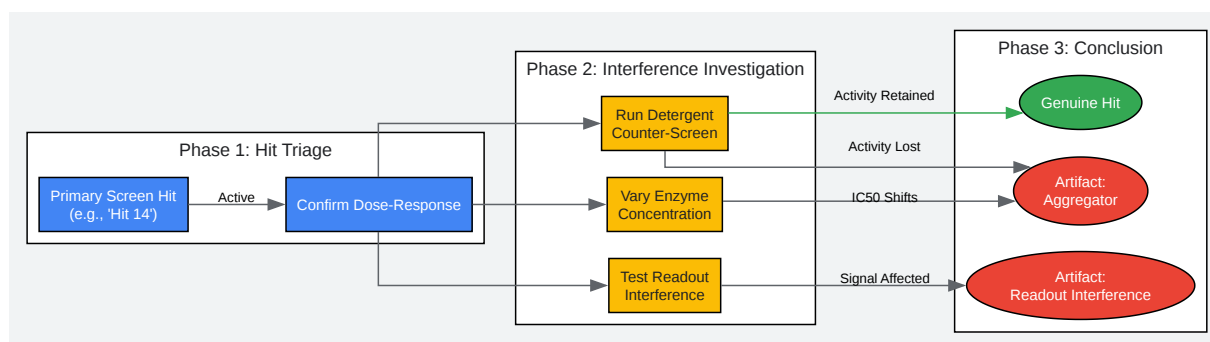 Phase 1: Hit Triage
Primary Screen Hit
(e.g., 'Hit 14')
Active
Confirm Dose-Response
Phase 2: Interference Investigation
Run Detergent
Counter-Screen
Vary Enzyme
Concentration
Test Readout
Interference
Activity Retained
Activity Lost
IC50 Shifts
Signal Affected
Phase 3: Conclusion
Genuine Hit
Artifact:
Aggregator
Artifact:
Readout Interference